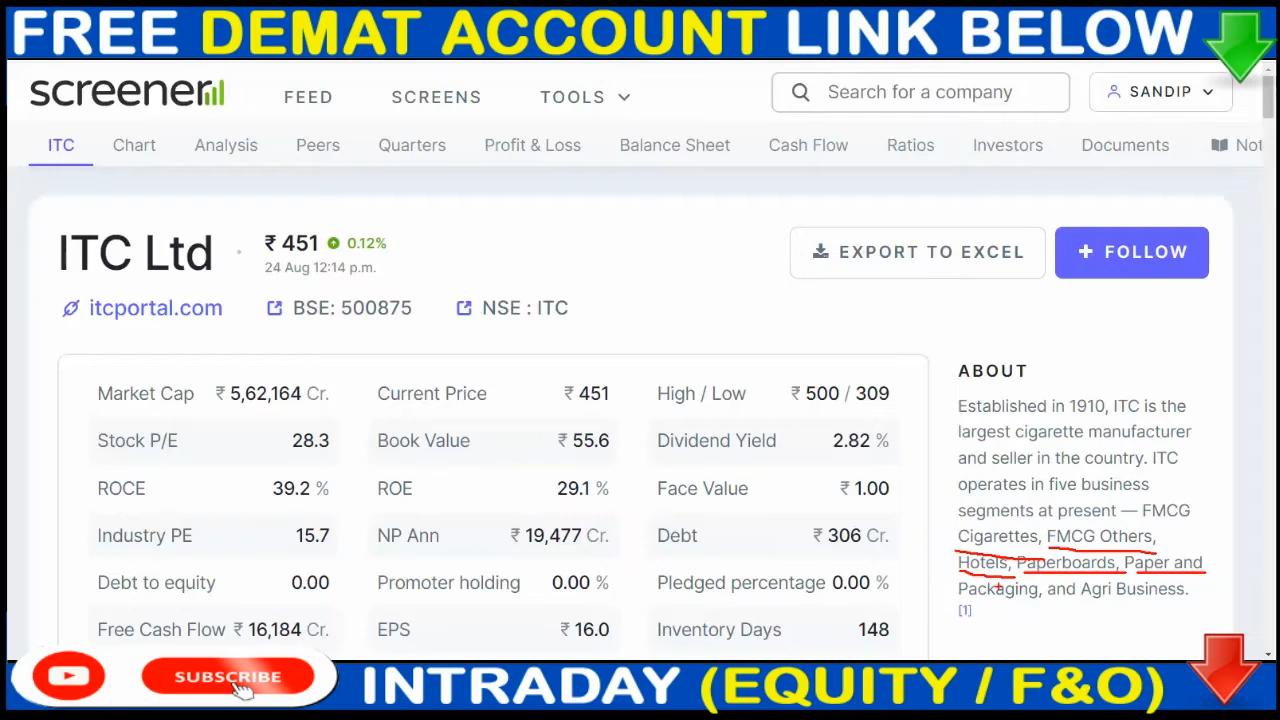 FREE DEMAT ACCOUNT LINK BELOW
screener FEED SCREENS TOOLS Search for a company SANDIP
ITC Chart Analysis Peers Quarters Profit & Loss Balance Sheet Cash Flow Ratios Investors Documents Not
ITC Ltd ₹ 451 0.12%
24 Aug 12:14 p.m.
EXPORT TO EXCEL + FOLLOW
itcportal.com BSE: 500875 NSE : ITC
Market Cap ₹ 5,62,164 Cr. Current Price ₹ 451 High / Low ₹ 500 / 309
Stock P/E 28.3 Book Value ₹ 55.6 Dividend Yield 2.82 %
ROCE 39.2 % ROE 29.1 % Face Value ₹ 1.00
Industry PE 15.7 NP Ann ₹ 19,477 Cr. Debt ₹ 306 Cr.
Debt to equity 0.00 Promoter holding 0.00 % Pledged percentage 0.00 %
Free Cash Flow ₹ 16,184 Cr. EPS ₹ 16.0 Inventory Days 148
ABOUT
Established in 1910, ITC is the
largest cigarette manufacturer
and seller in the country. ITC
operates in five business
segments at present — FMCG
Cigarettes, FMCG Others,
Hotels, Paperboards, Paper and
Packaging, and Agri Business.
[1]
SUBSCRIBE
INTRADAY (EQUITY / F&O)